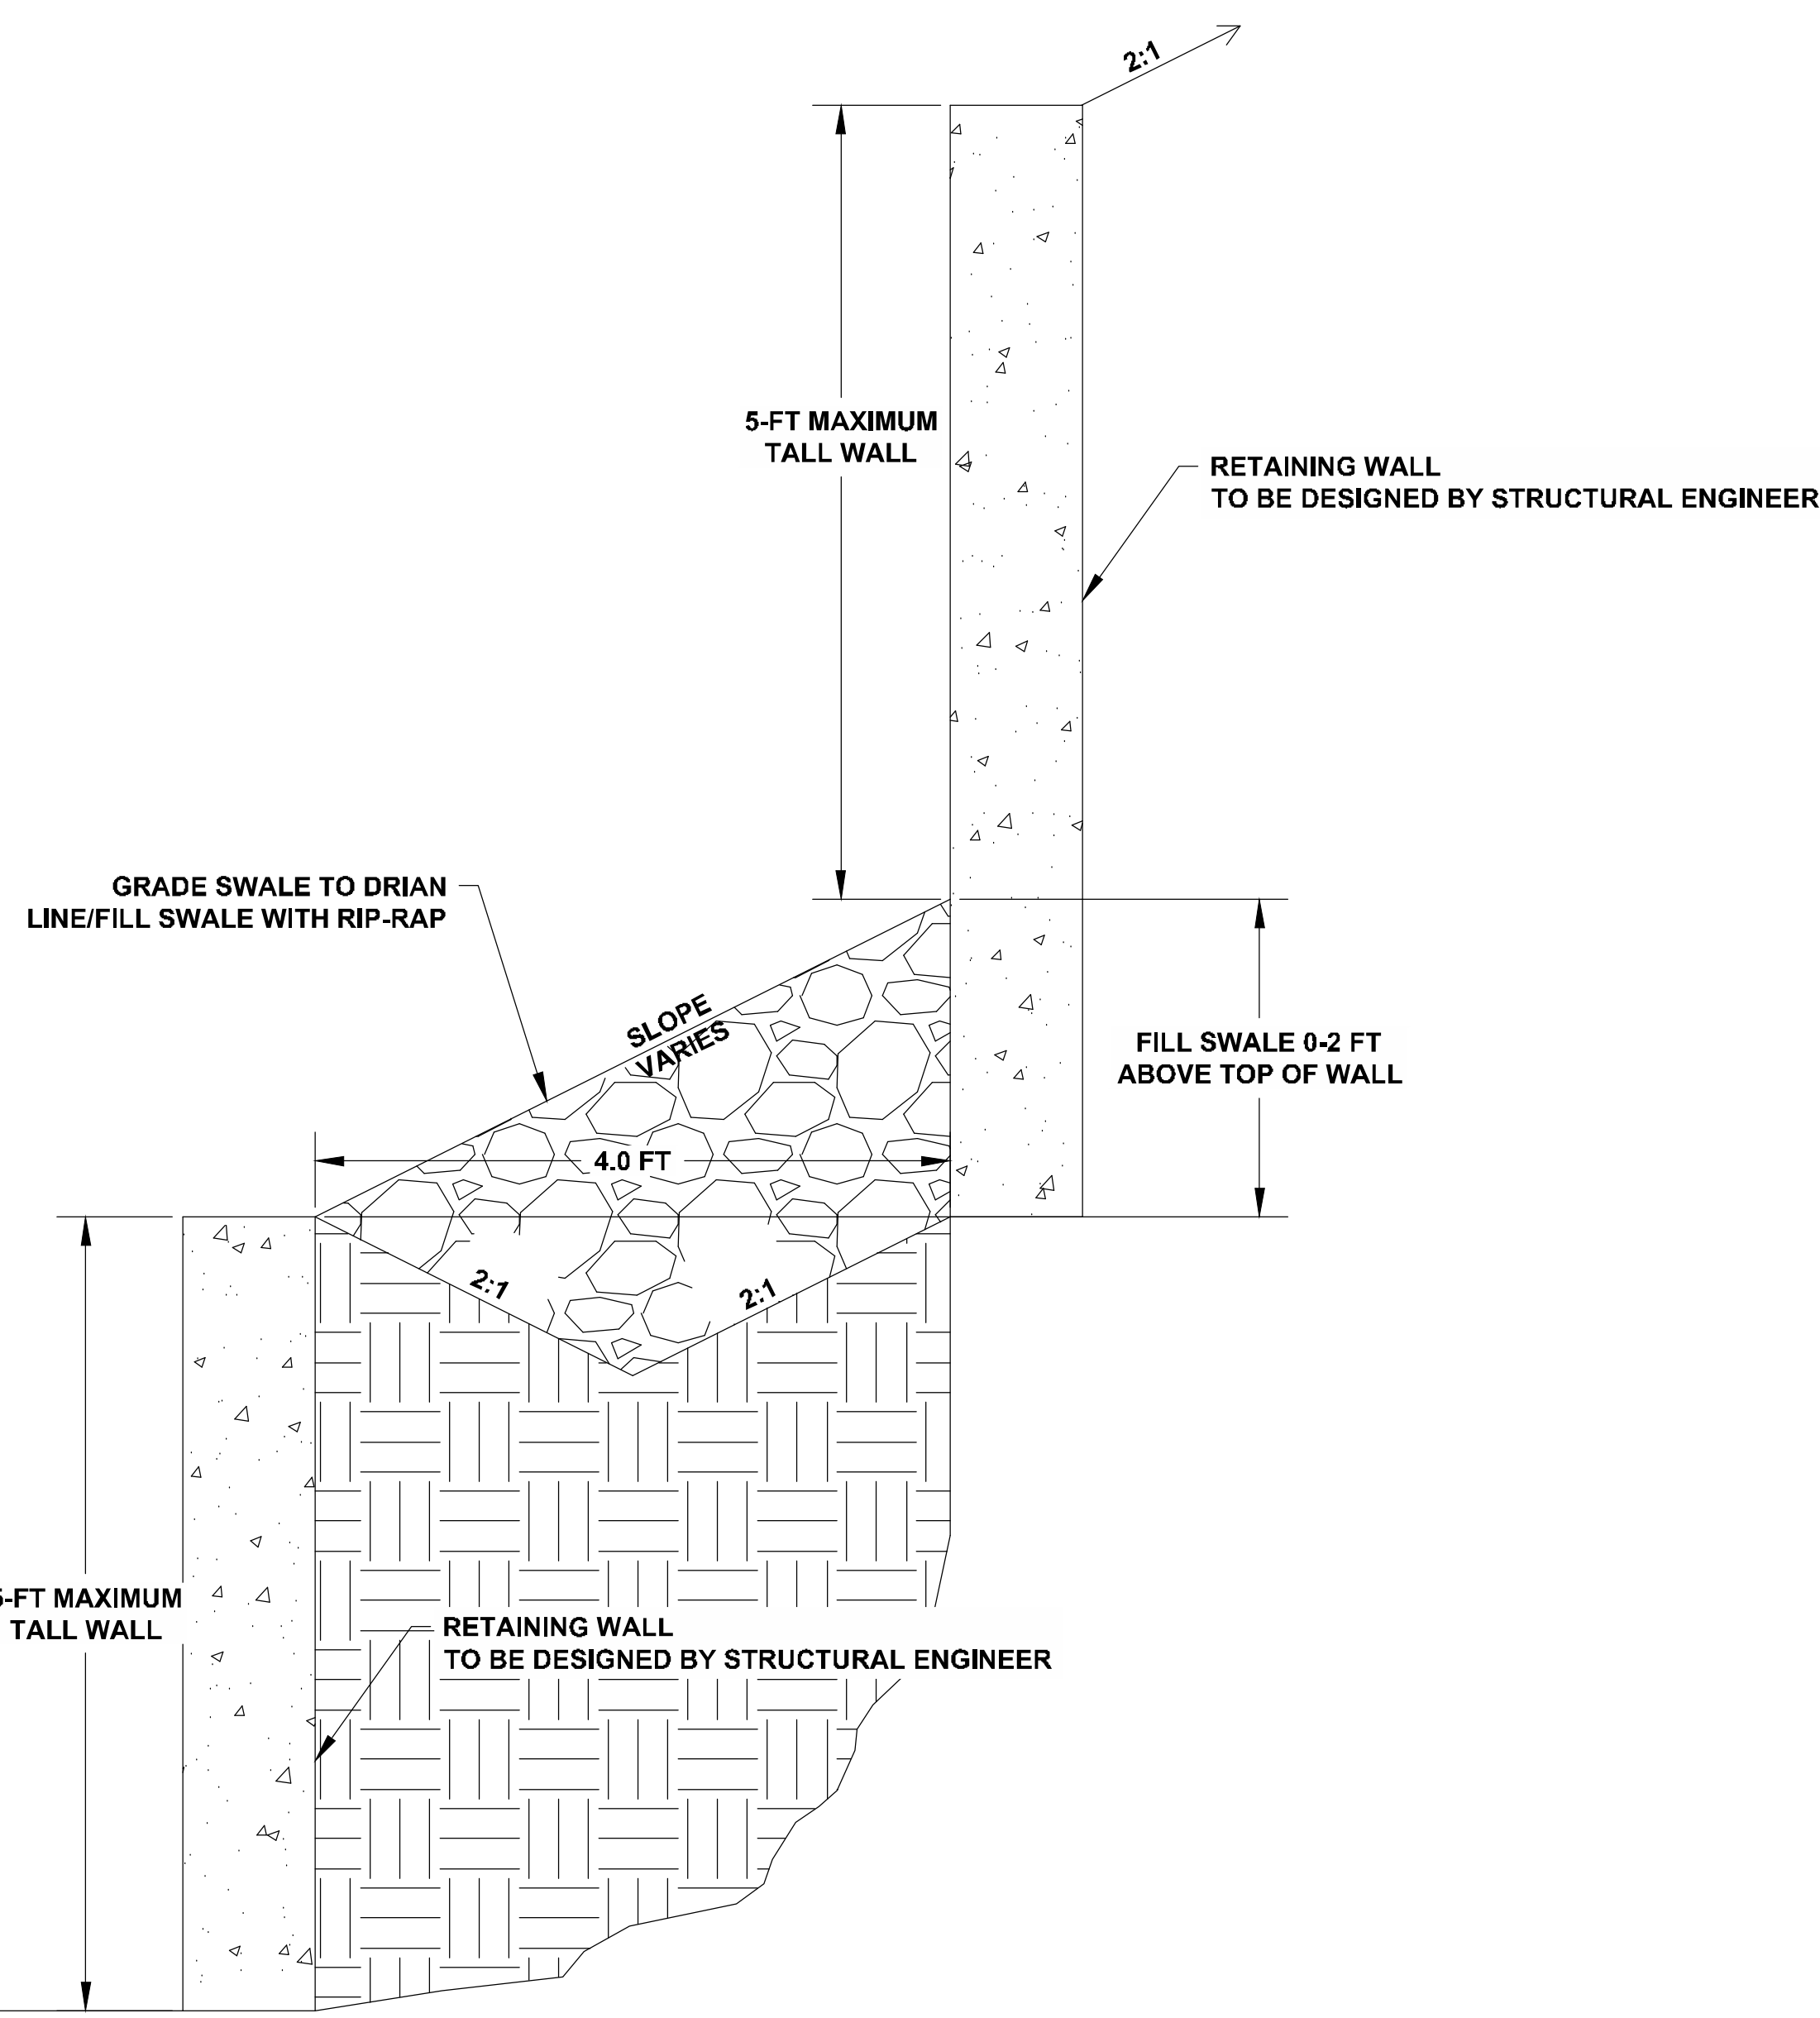 2:1
5-FT MAXIMUM
TALL WALL
RETAINING WALL
TO BE DESIGNED BY STRUCTURAL ENGINEER
GRADE SWALE TO DRIAN
LINE/FILL SWALE WITH RIP-RAP
SLOPE
VARIES
FILL SWALE 0-2 FT
ABOVE TOP OF WALL
4.0 FT
2:1
2:1
5-FT MAXIMUM
TALL WALL
RETAINING WALL
TO BE DESIGNED BY STRUCTURAL ENGINEER